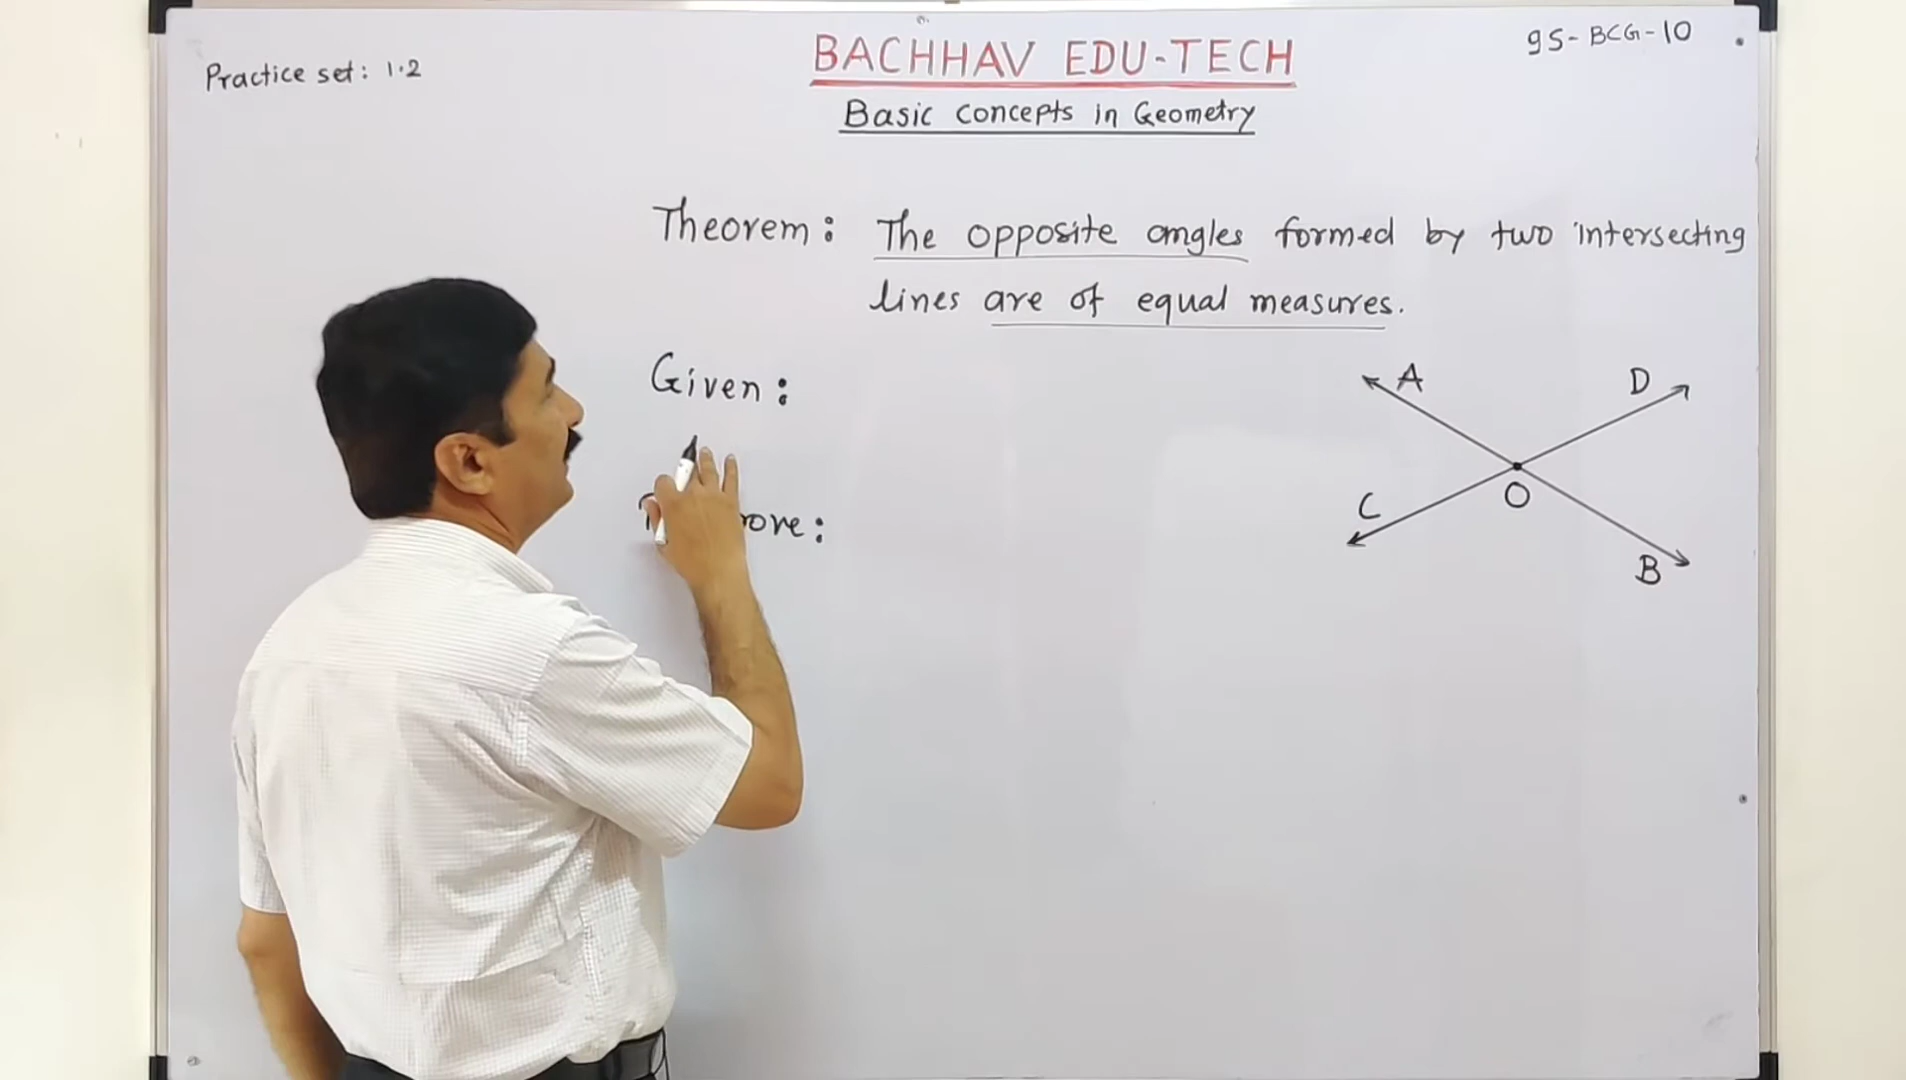 Practice set: 1.2
BACHHAV EDU-TECH
9S-BCG-10
Basic Concepts in Geometry
Theorem: The opposite angles formed by two intersecting
lines are of equal measures.
Given:
A
D
O
C
B